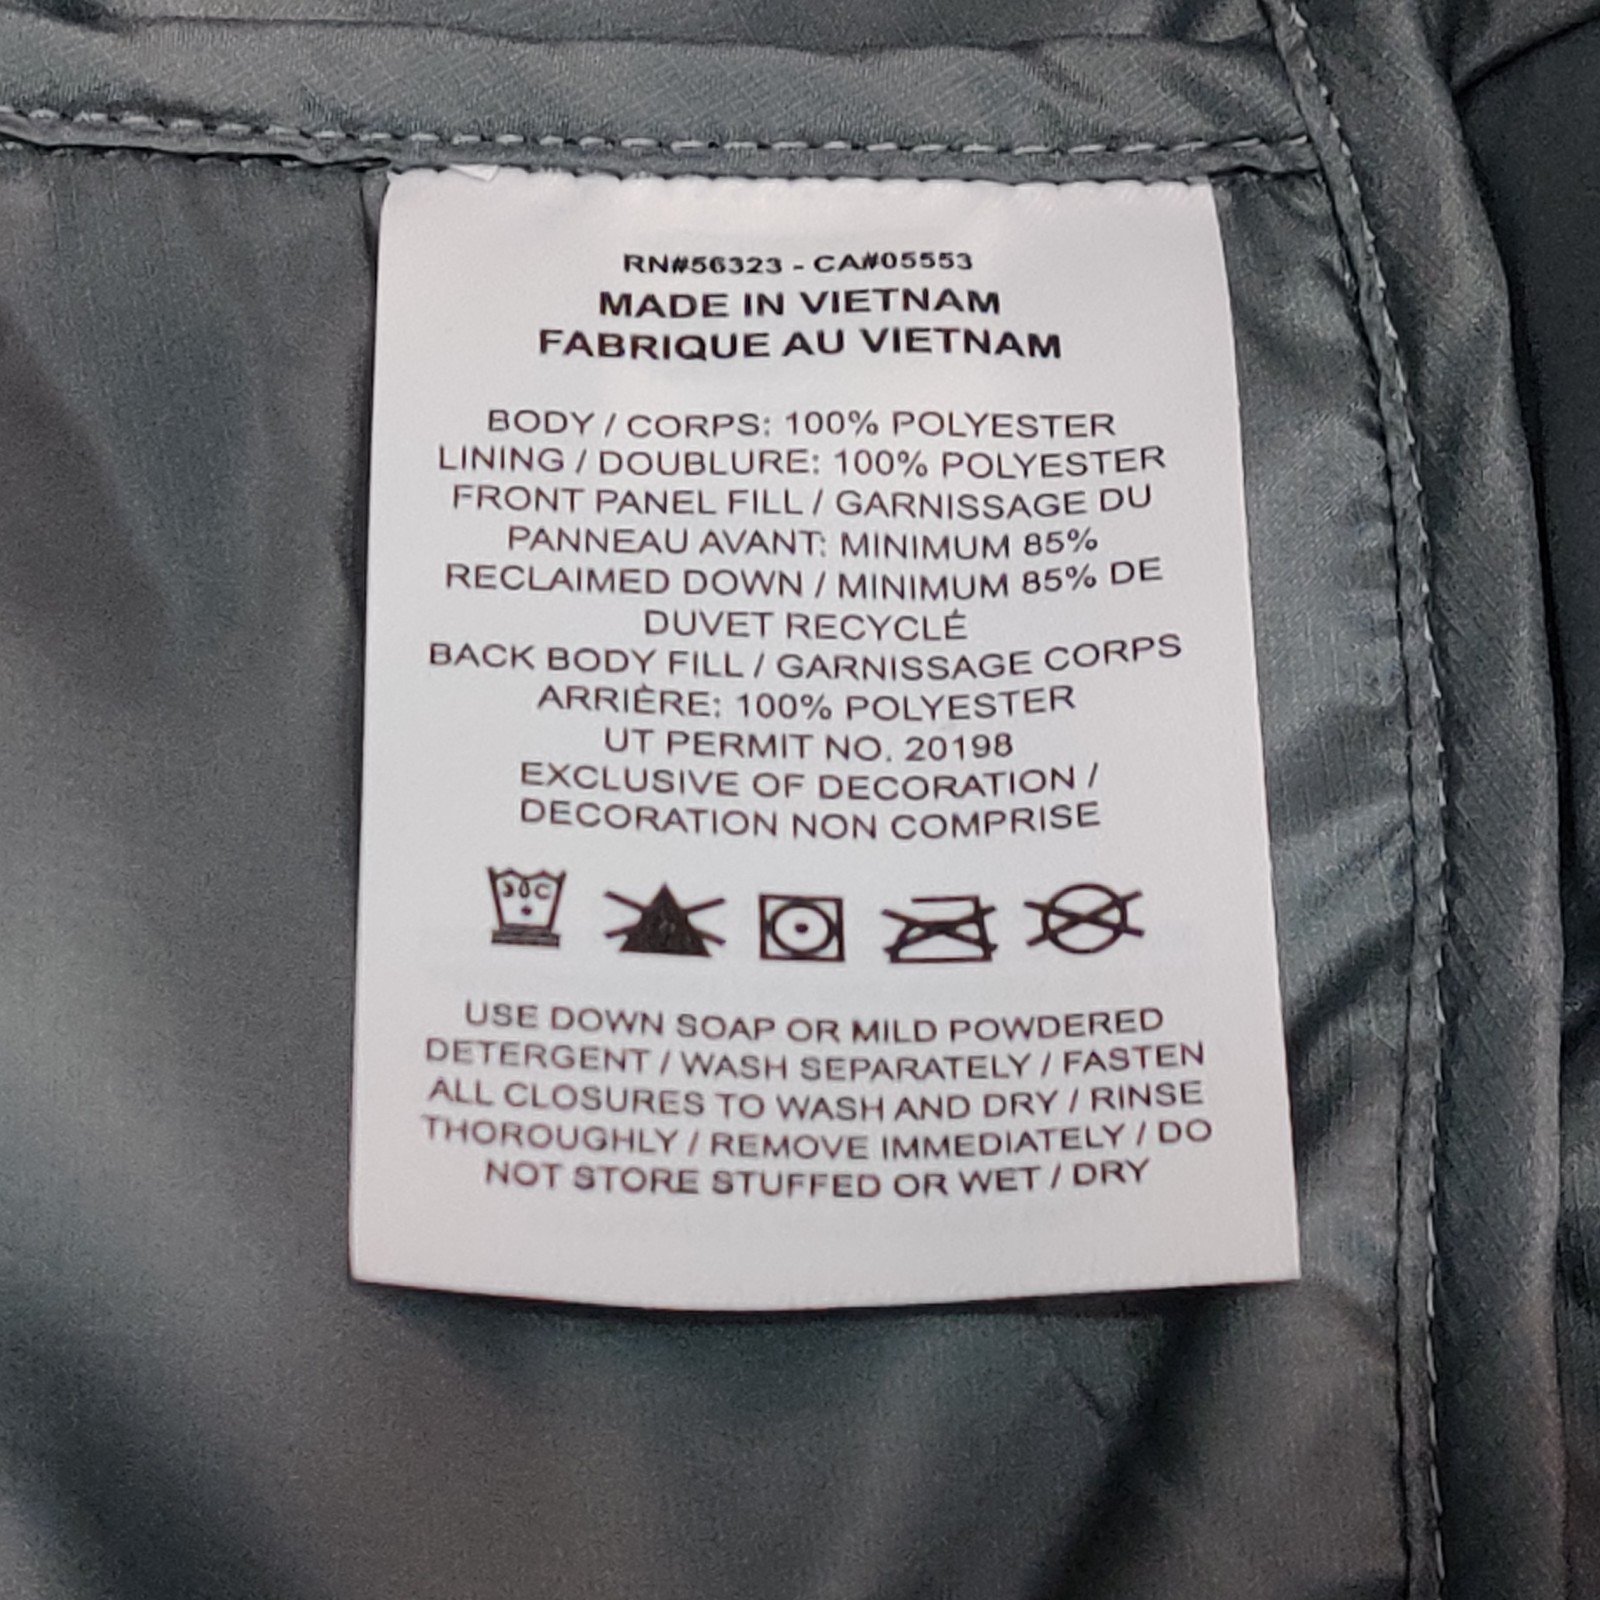 RN#56323 - CA#05553
MADE IN VIETNAM
FABRIQUE AU VIETNAM
BODY / CORPS: 100% POLYESTER
LINING / DOUBLURE: 100% POLYESTER
FRONT PANEL FILL / GARNISSAGE DU
PANNEAU AVANT: MINIMUM 85%
RECLAIMED DOWN / MINIMUM 85% DE
DUVET RECYCLÉ
BACK BODY FILL / GARNISSAGE CORPS
ARRIÈRE: 100% POLYESTER
UT PERMIT NO. 20198
EXCLUSIVE OF DECORATION /
DECORATION NON COMPRISE
USE DOWN SOAP OR MILD POWDERED
DETERGENT / WASH SEPARATELY / FASTEN
ALL CLOSURES TO WASH AND DRY / RINSE
THOROUGHLY / REMOVE IMMEDIATELY / DO
NOT STORE STUFFED OR WET / DRY